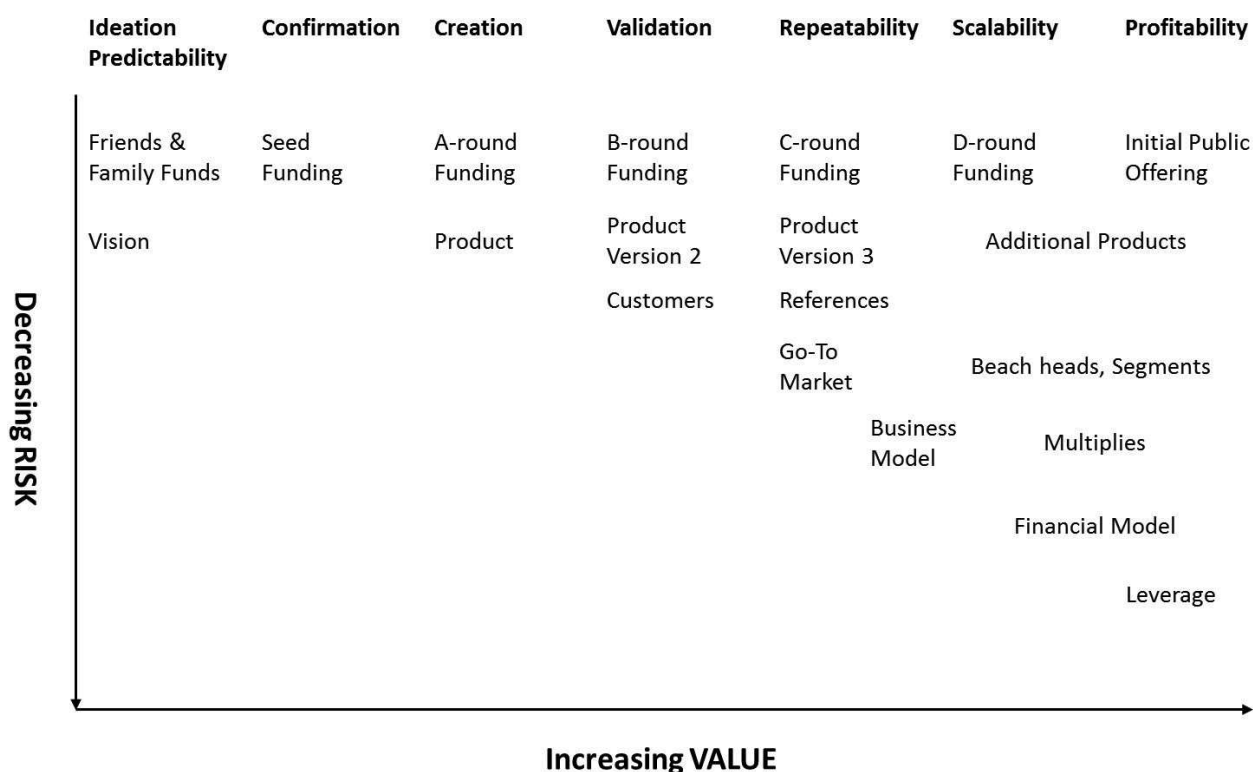 Ideation
Predictability
Confirmation
Creation
Validation
Repeatability
Scalability
Profitability
Friends &
Family Funds
Seed
Funding
A-round
Funding
B-round
Funding
C-round
Funding
D-round
Funding
Initial Public
Offering
Vision
Product
Product
Version 2
Product
Version 3
Additional Products
Customers
References
Go-To
Market
Beach heads, Segments
Business
Model
Multiplies
Financial Model
Leverage
Decreasing RISK
Increasing VALUE